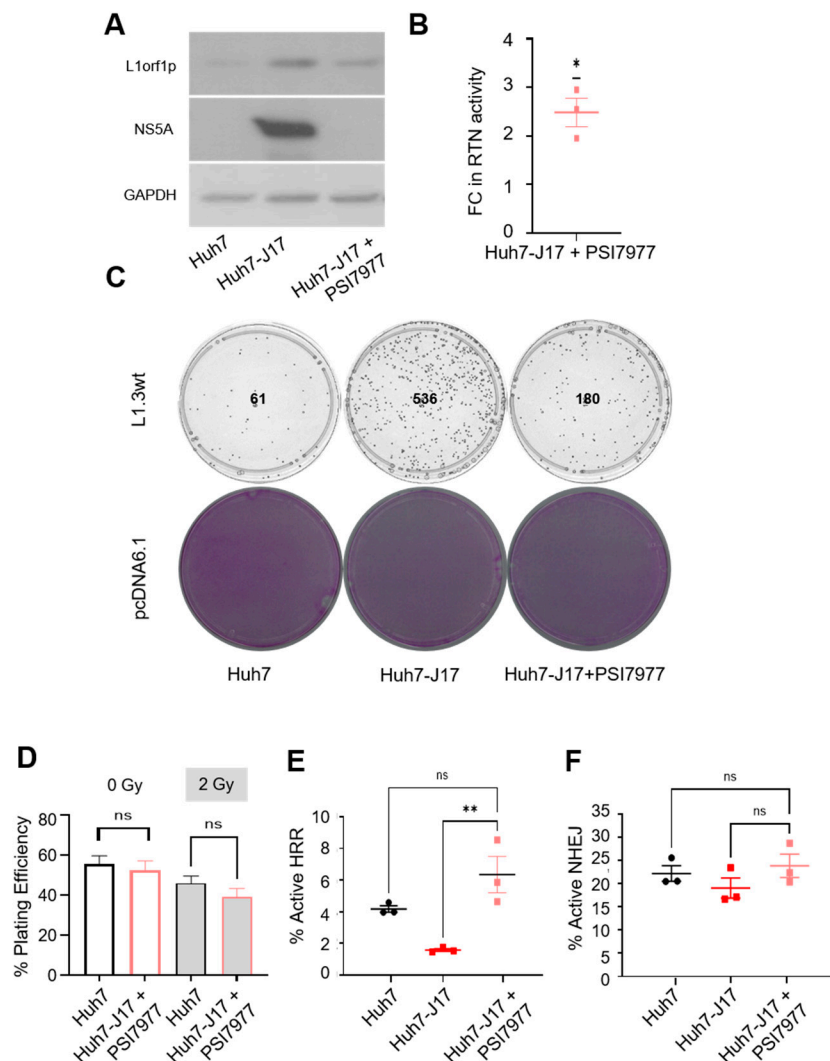 A
L1orf1p
NS5A
GAPDH
Huh7
Huh7-J17
Huh7-J17 +
PSI7977
B
FC in RTN activity
4
3
2
1
0
*
Huh7-J17 + PSI7977
C
L1.3wt
61
536
180
pcDNA6.1
Huh7
Huh7-J17
Huh7-J17+PSI7977
D
0 Gy
2 Gy
% Plating Efficiency
80
60
40
20
0
ns
ns
Huh7
Huh7-J17 +
PSI7977
Huh7
Huh7-J17 +
PSI7977
E
% Active HRR
10
8
6
4
2
0
ns
**
Huh7
Huh7-J17
Huh7-J17 +
PSI7977
F
% Active NHEJ
35
30
25
20
15
10
5
0
ns
ns
Huh7
Huh7-J17
Huh7-J17 +
PSI7977